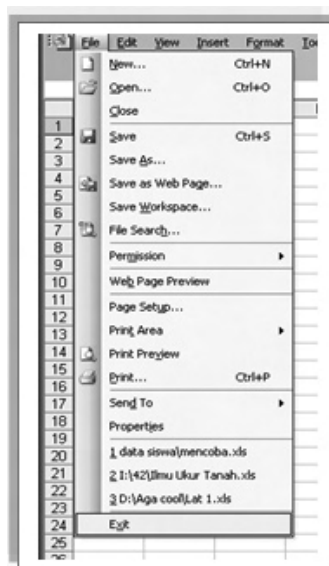 File Edit View Insert Format
New... Ctrl+N
Open... Ctrl+O
Close
Save Ctrl+S
Save As...
Save as Web Page...
Save Workspace...
File Search...
Permission
Web Page Preview
Page Setup...
Print Area
Print Preview
Print... Ctrl+P
Send To
Properties
1 data siswa\mencoba.xls
2 I:\42\Ilmu Ukur Tanah.xls
3 D:\Aga cool\Lat 1.xls
Exit
1
2
3
4
5
6
7
8
9
10
11
12
13
14
15
16
17
18
19
20
21
22
23
24
25